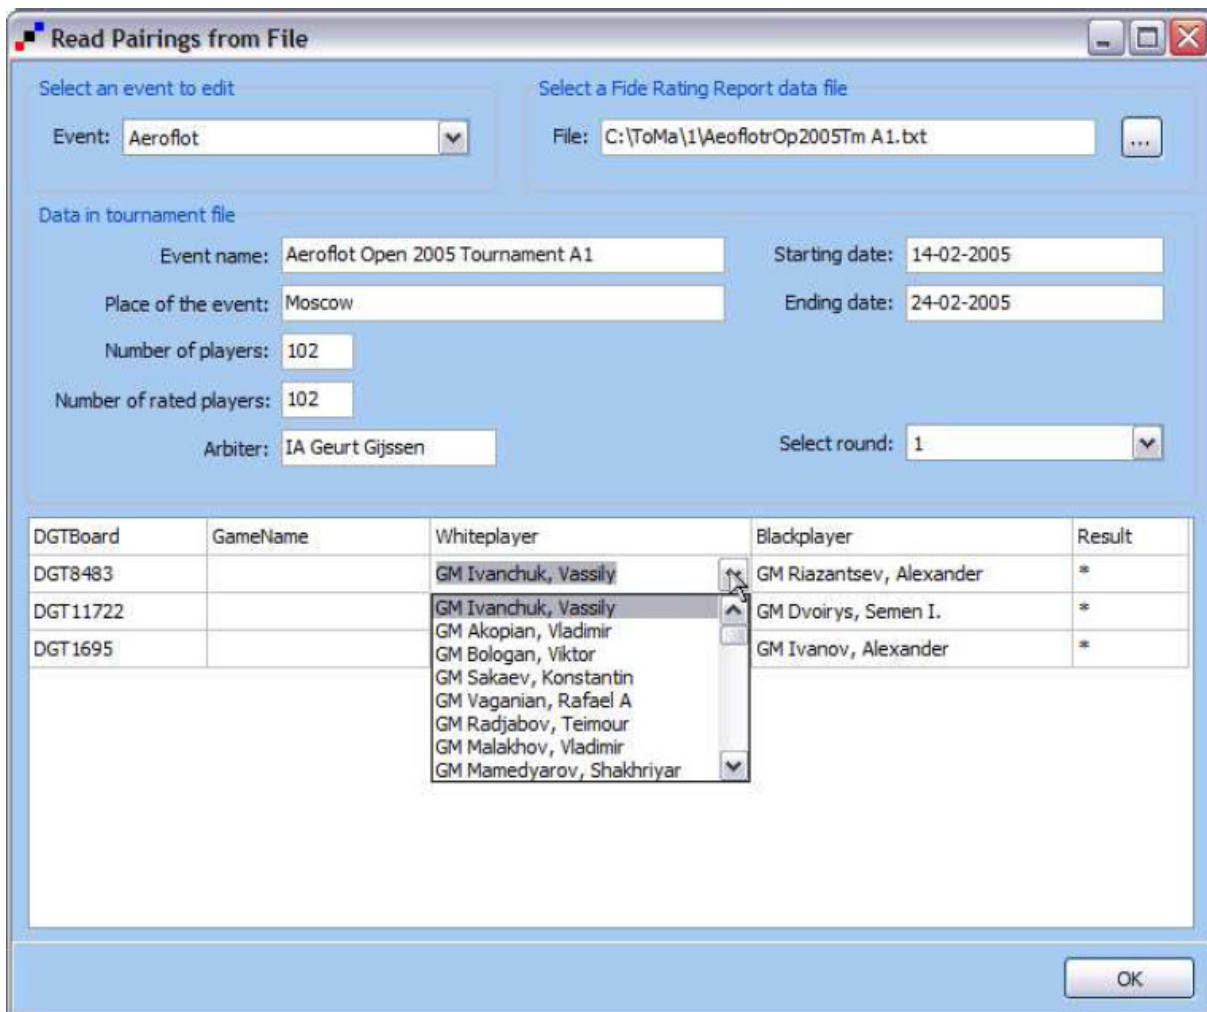 Read Pairings from File
Select an event to edit
Event: Aeroflot
Select a Fide Rating Report data file
File: C:\ToMa\1\AeoflotrOp2005Tm A1.txt ...
Data in tournament file
Event name: Aeroflot Open 2005 Tournament A1 Starting date: 14-02-2005
Place of the event: Moscow Ending date: 24-02-2005
Number of players: 102
Number of rated players: 102
Arbiter: IA Geurt Gijssen Select round: 1
DGTBoard GameName Whiteplayer Blackplayer Result
DGT8483 GM Ivanchuk, Vassily GM Riazantsev, Alexander *
DGT11722 GM Dvoirys, Semen I. *
DGT1695 GM Ivanov, Alexander *
GM Ivanchuk, Vassily
GM Akopian, Vladimir
GM Bologan, Viktor
GM Sakaev, Konstantin
GM Vaganian, Rafael A
GM Radjabov, Teimour
GM Malakhov, Vladimir
GM Mamedyarov, Shakhriyar
OK